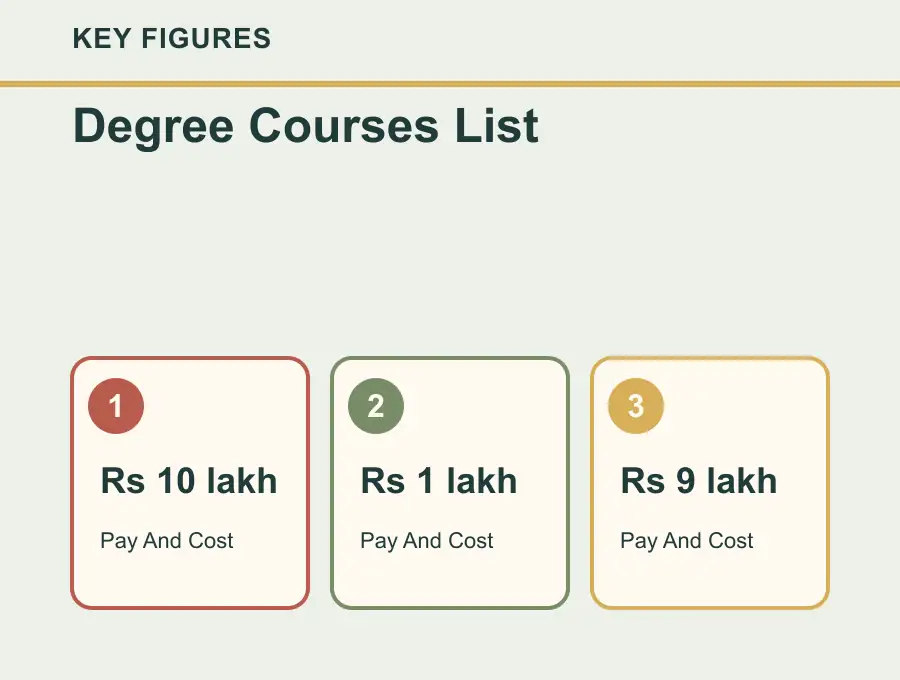 KEY FIGURES
Degree Courses List
1
Rs 10 lakh
Pay And Cost
2
Rs 1 lakh
Pay And Cost
3
Rs 9 lakh
Pay And Cost